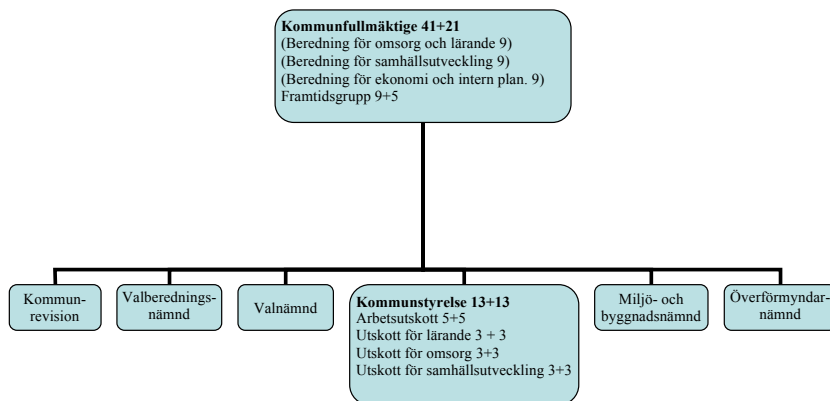 Kommunfullmäktige 41+21
(Beredning för omsorg och lärande 9)
(Beredning för samhällsutveckling 9)
(Beredning för ekonomi och intern plan. 9)
Framtidsgrupp 9+5
Kommun-
revision
Valberednings-
nämnd
Valnämnd
Kommunstyrelse 13+13
Arbetsutskott 5+5
Utskott för lärande 3 + 3
Utskott för omsorg 3+3
Utskott för samhällsutveckling 3+3
Miljö- och
byggnadsnämnd
Överförmyndar-
nämnd